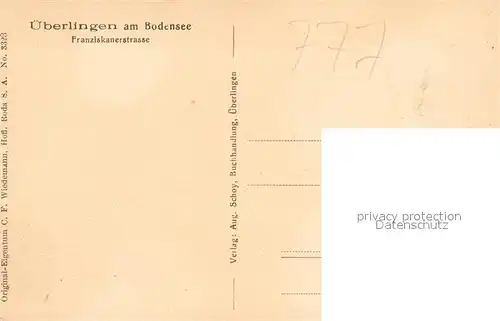 Überlingen am Bodensee
Franziskanerstrasse
777
Original-Eigentum C. F. Wiedemann, Hofl. Roda S. A. No. 3323
Verlag: Aug. Schoy, Buchhandlung, Überlingen
privacy protection
Datenschutz